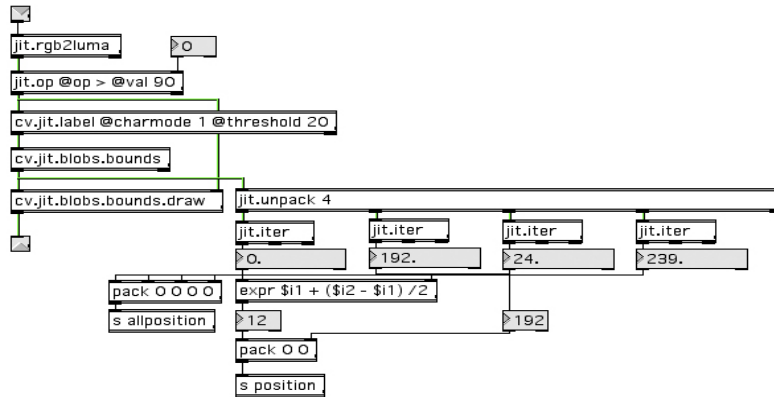 jit.rgb2luma
0
jit.op @op > @val 90
cv.jit.label @charmode 1 @threshold 20
cv.jit.blobs.bounds
cv.jit.blobs.bounds.draw
jit.unpack 4
jit.iter
jit.iter
jit.iter
jit.iter
0.
192.
24.
239.
pack 0 0 0 0
expr $i1 + ($i2 - $i1) /2
s allposition
12
192
pack 0 0
s position